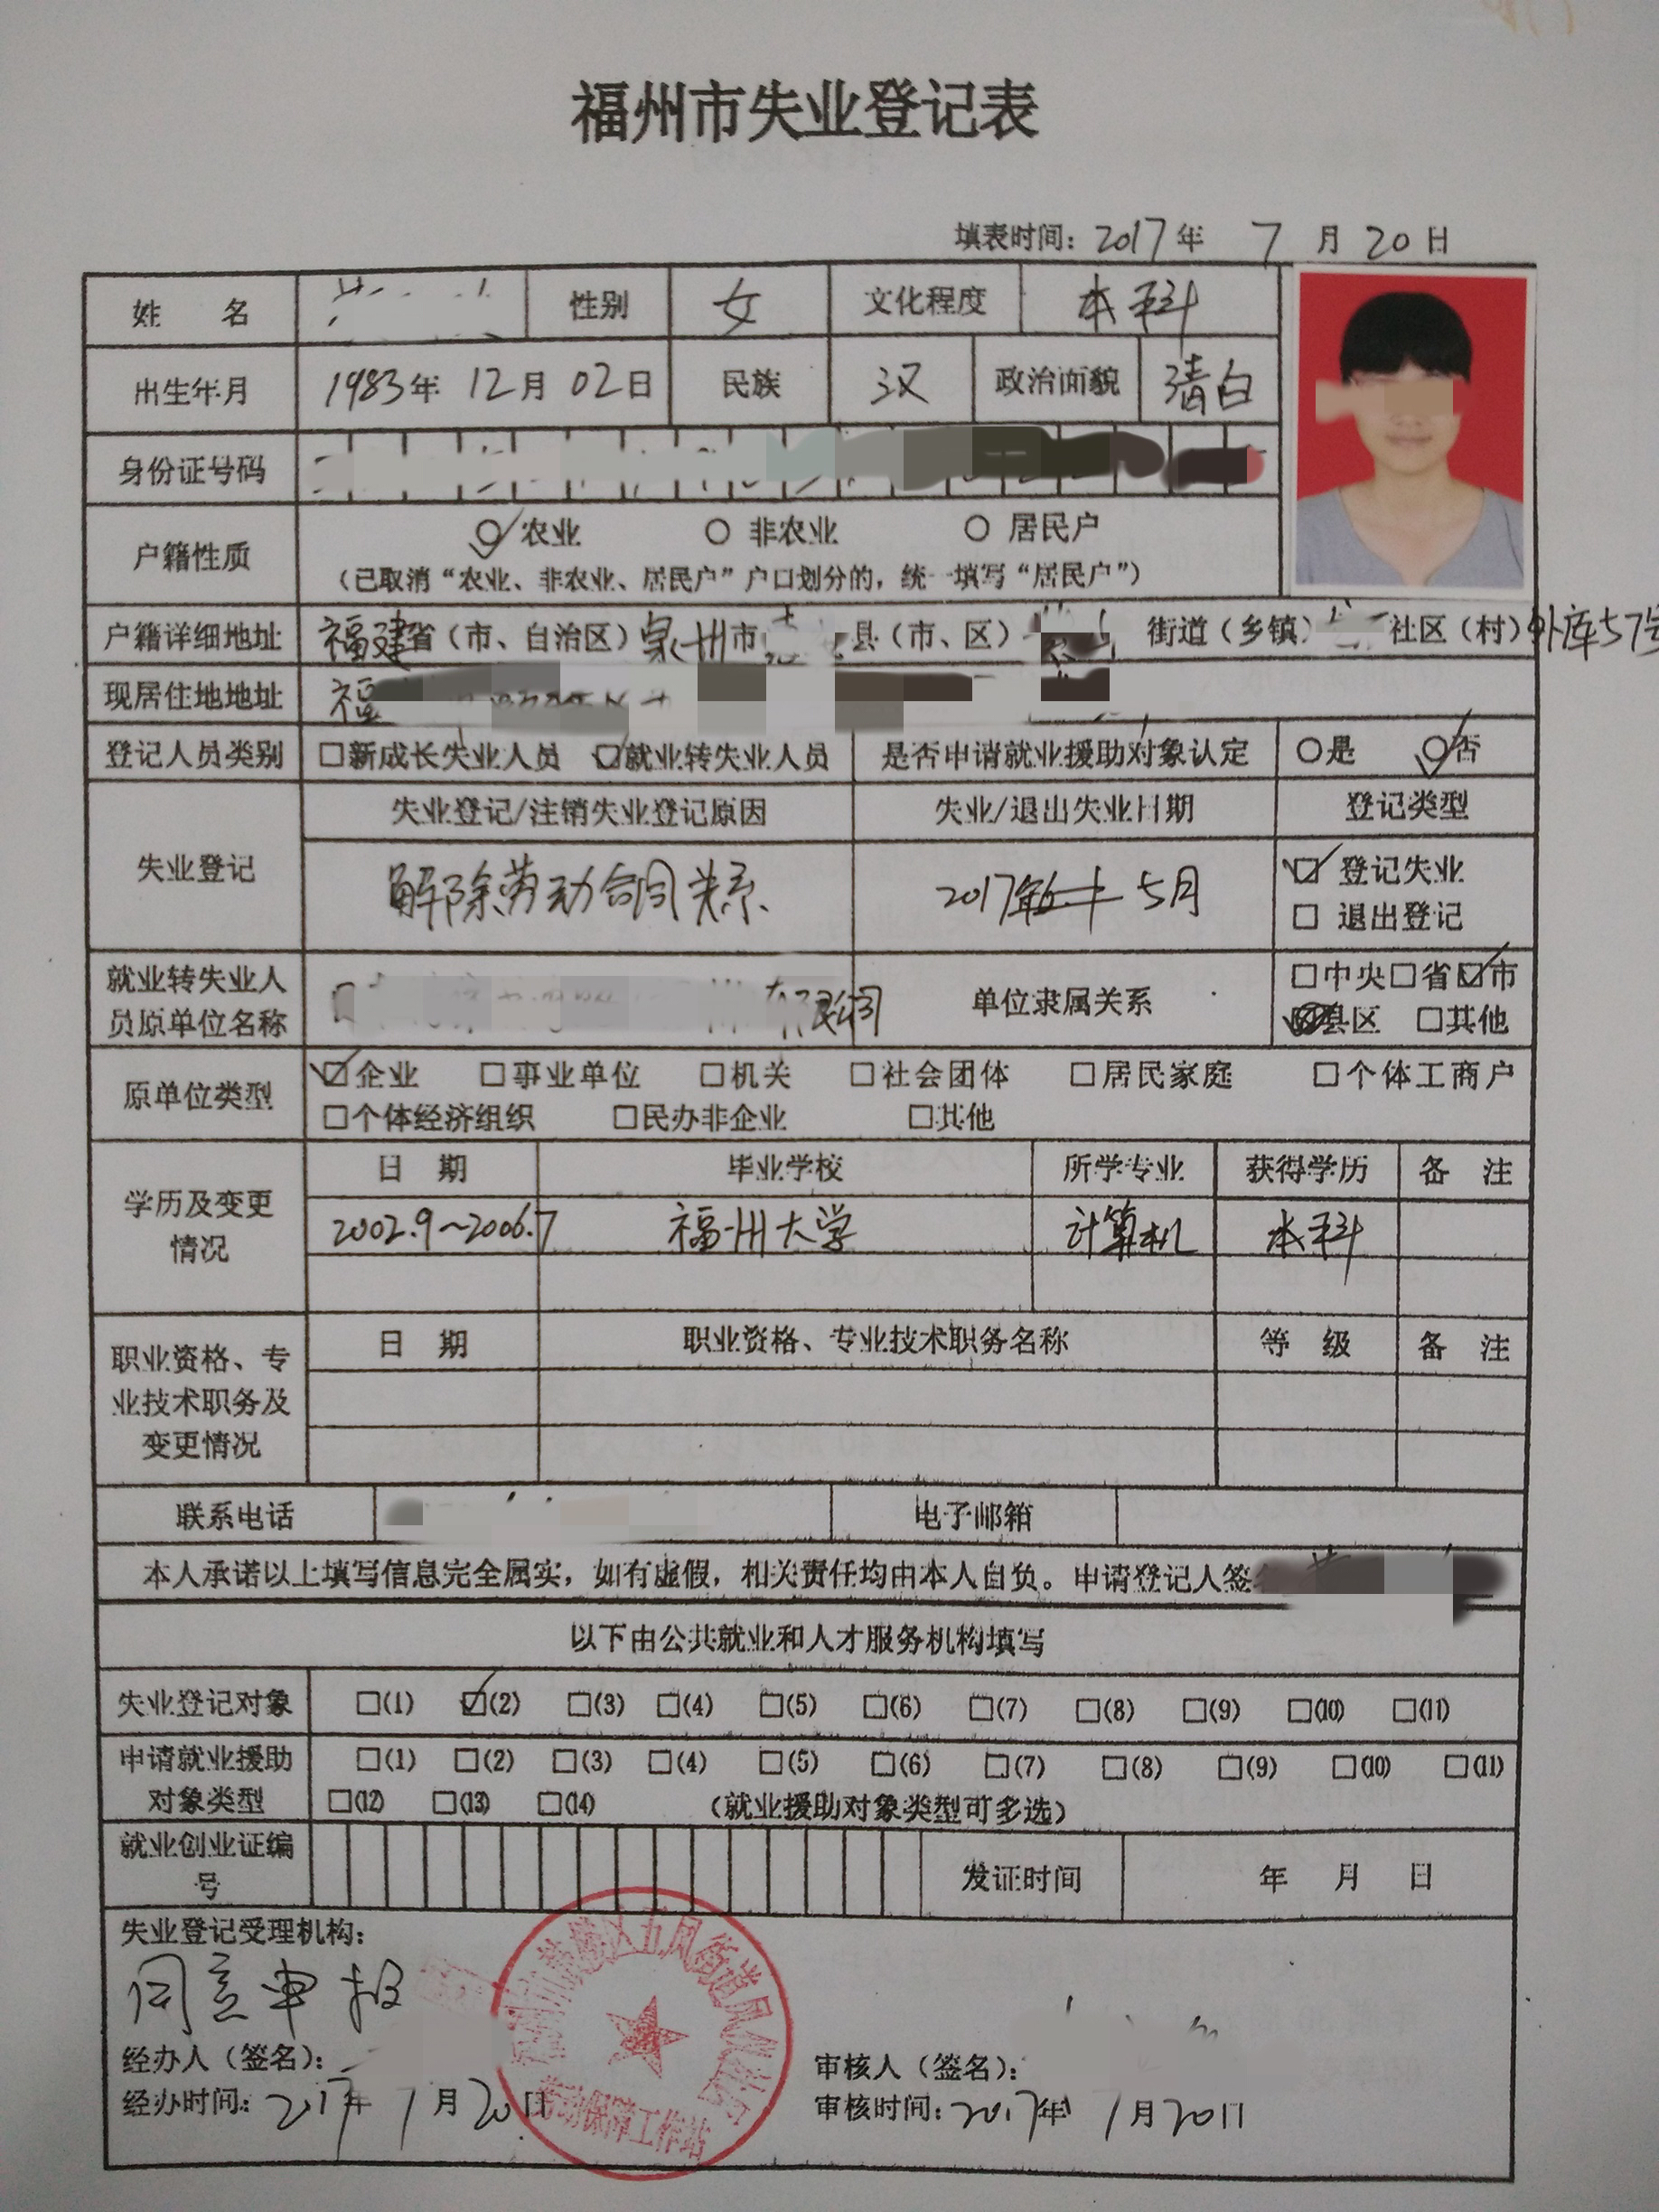 福州市失业登记表
填表时间：2017年 7月20日
姓 名 性别 女 文化程度 本科
出生年月 1983年12月02日 民族 汉 政治面貌 清白
身份证号码
户籍性质 ○农业 ○非农业 ○居民户
（已取消“农业、非农业、居民户”户口划分的，统一填写“居民户”）
户籍详细地址 福建省（市、自治区）泉州市 县（市、区） 街道（乡镇） 社区（村）外库57号
现居住地地址 福
登记人员类别 □新成长失业人员 ☑就业转失业人员 是否申请就业援助对象认定 ○是 ○否
失业登记 失业登记/注销失业登记原因 失业/退出失业日期 登记类型
解除劳动合同关系 2017年 5月 ☑登记失业
□退出登记
就业转失业人员原单位名称 有限公司 单位隶属关系 □中央□省☑市
县区 □其他
原单位类型 ☑企业 □事业单位 □机关 □社会团体 □居民家庭 □个体工商户
□个体经济组织 □民办非企业 □其他
学历及变更情况 日 期 毕业学校 所学专业 获得学历 备 注
2002.9～2006.7 福州大学 计算机 本科
职业资格、专业技术职务及变更情况 日 期 职业资格、专业技术职务名称 等 级 备 注
联系电话 电子邮箱
本人承诺以上填写信息完全属实，如有虚假，相关责任均由本人自负。申请登记人签
以下由公共就业和人才服务机构填写
失业登记对象 □(1) ☑(2) □(3) □(4) □(5) □(6) □(7) □(8) □(9) □(10) □(11)
申请就业援助对象类型 □(1) □(2) □(3) □(4) □(5) □(6) □(7) □(8) □(9) □(10) □(11)
□(12) □(13) □(14) （就业援助对象类型可多选）
就业创业证编号 发证时间 年 月 日
失业登记受理机构：
同意申报
经办人（签名）： 审核人（签名）：
经办时间：2017年7月20日 审核时间：2017年7月20日
劳动保障工作站